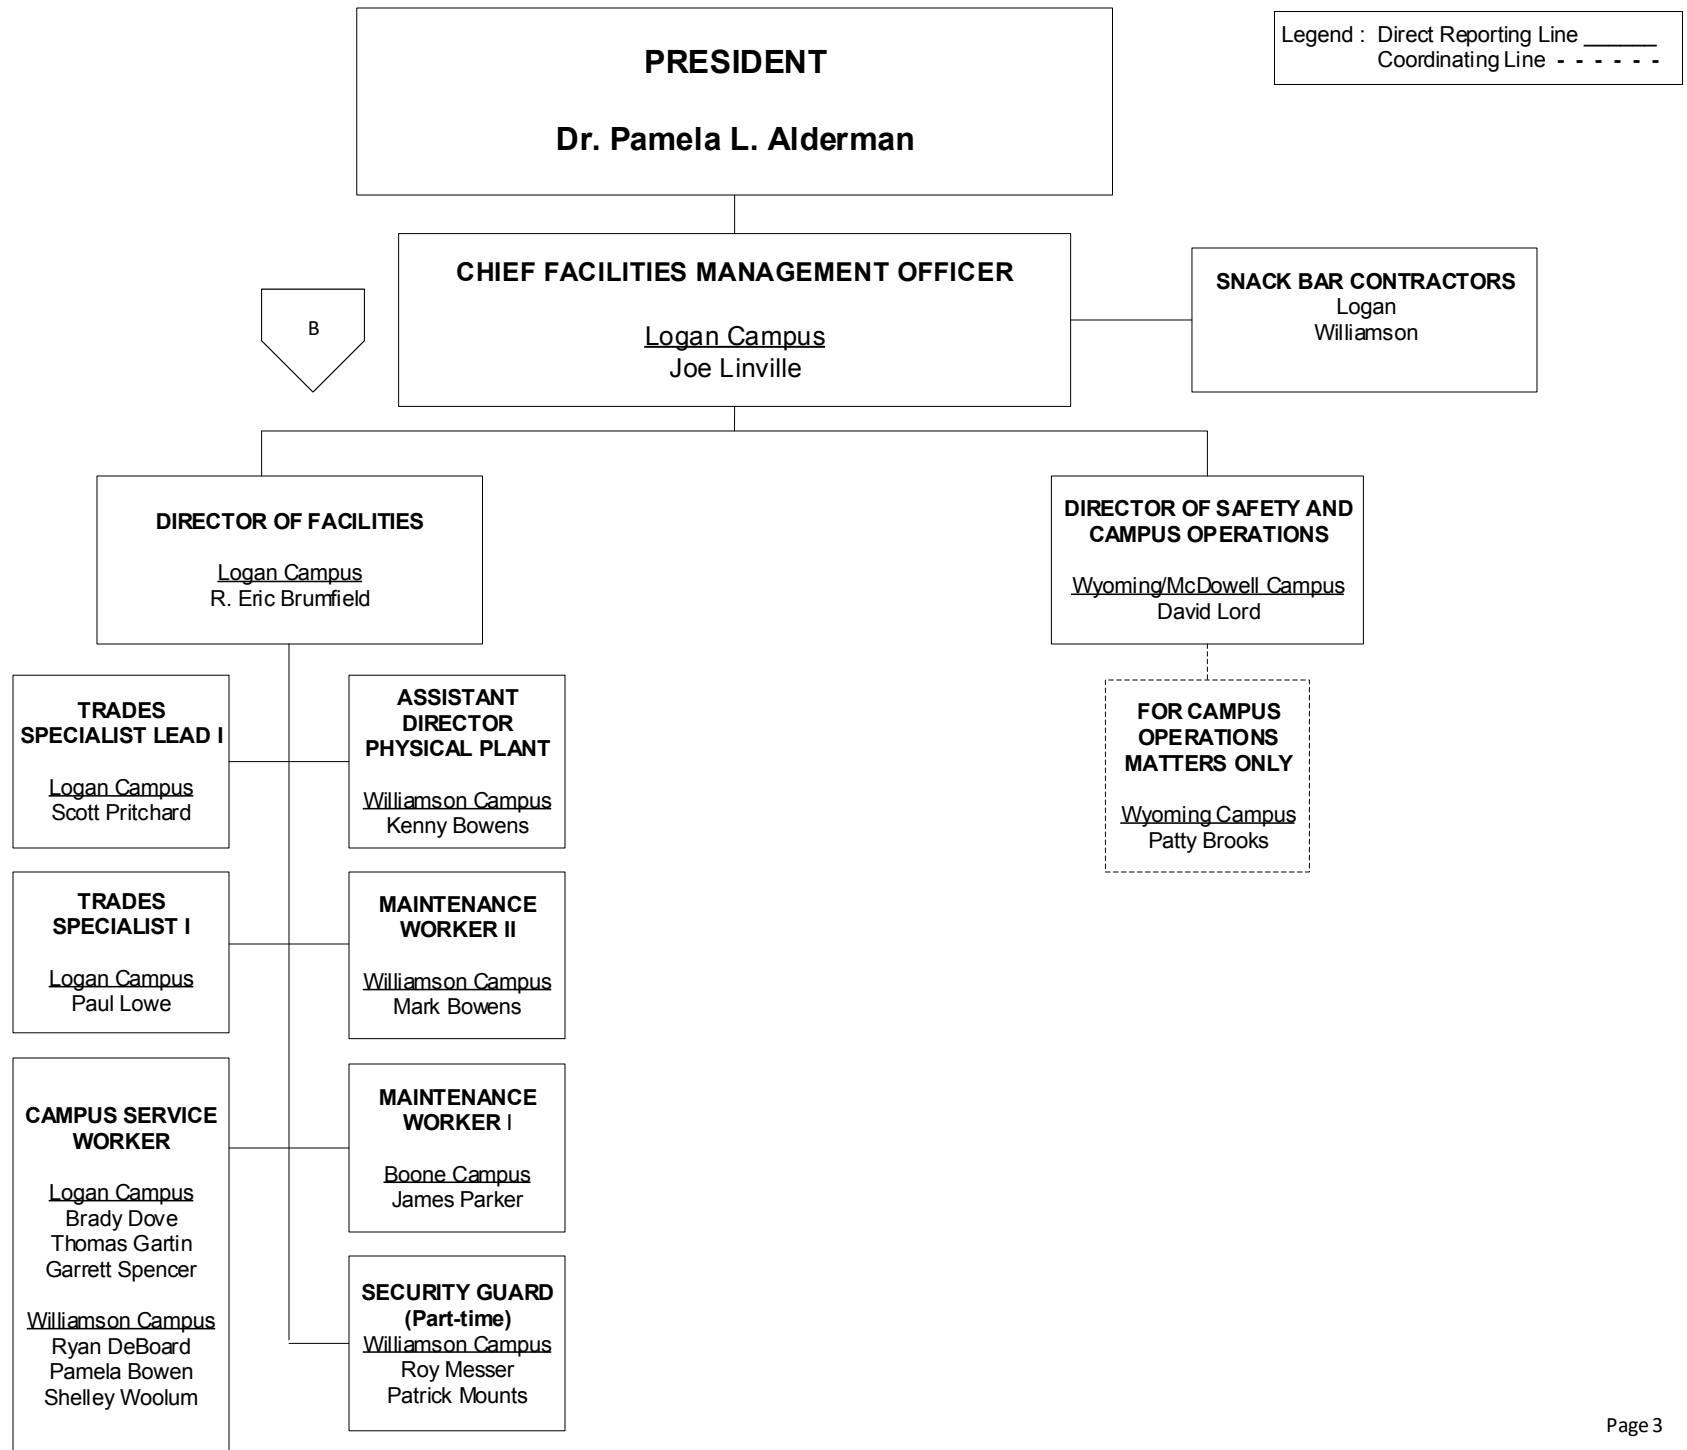 PRESIDENT
Dr. Pamela L. Alderman
Legend : Direct Reporting Line ______
Coordinating Line - - - - - -
CHIEF FACILITIES MANAGEMENT OFFICER
Logan Campus
Joe Linville
SNACK BAR CONTRACTORS
Logan
Williamson
B
DIRECTOR OF FACILITIES
Logan Campus
R. Eric Brumfield
DIRECTOR OF SAFETY AND
CAMPUS OPERATIONS
Wyoming/McDowell Campus
David Lord
FOR CAMPUS
OPERATIONS
MATTERS ONLY
Wyoming Campus
Patty Brooks
TRADES
SPECIALIST LEAD I
Logan Campus
Scott Pritchard
ASSISTANT
DIRECTOR
PHYSICAL PLANT
Williamson Campus
Kenny Bowens
TRADES
SPECIALIST I
Logan Campus
Paul Lowe
MAINTENANCE
WORKER II
Williamson Campus
Mark Bowens
CAMPUS SERVICE
WORKER
Logan Campus
Brady Dove
Thomas Gartin
Garrett Spencer
Williamson Campus
Ryan DeBoard
Pamela Bowen
Shelley Woolum
MAINTENANCE
WORKER I
Boone Campus
James Parker
SECURITY GUARD
(Part-time)
Williamson Campus
Roy Messer
Patrick Mounts
Page 3